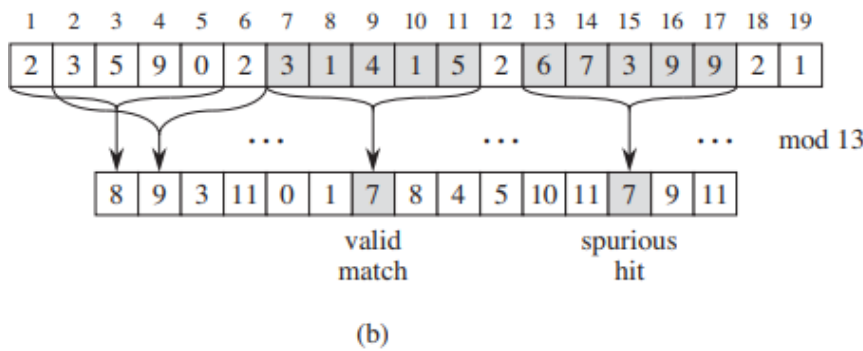 1 2 3 4 5 6 7 8 9 10 11 12 13 14 15 16 17 18 19
2 3 5 9 0 2 3 1 4 1 5 2 6 7 3 9 9 2 1
... ... ... mod 13
8 9 3 11 0 1 7 8 4 5 10 11 7 9 11
valid spurious
match hit
(b)